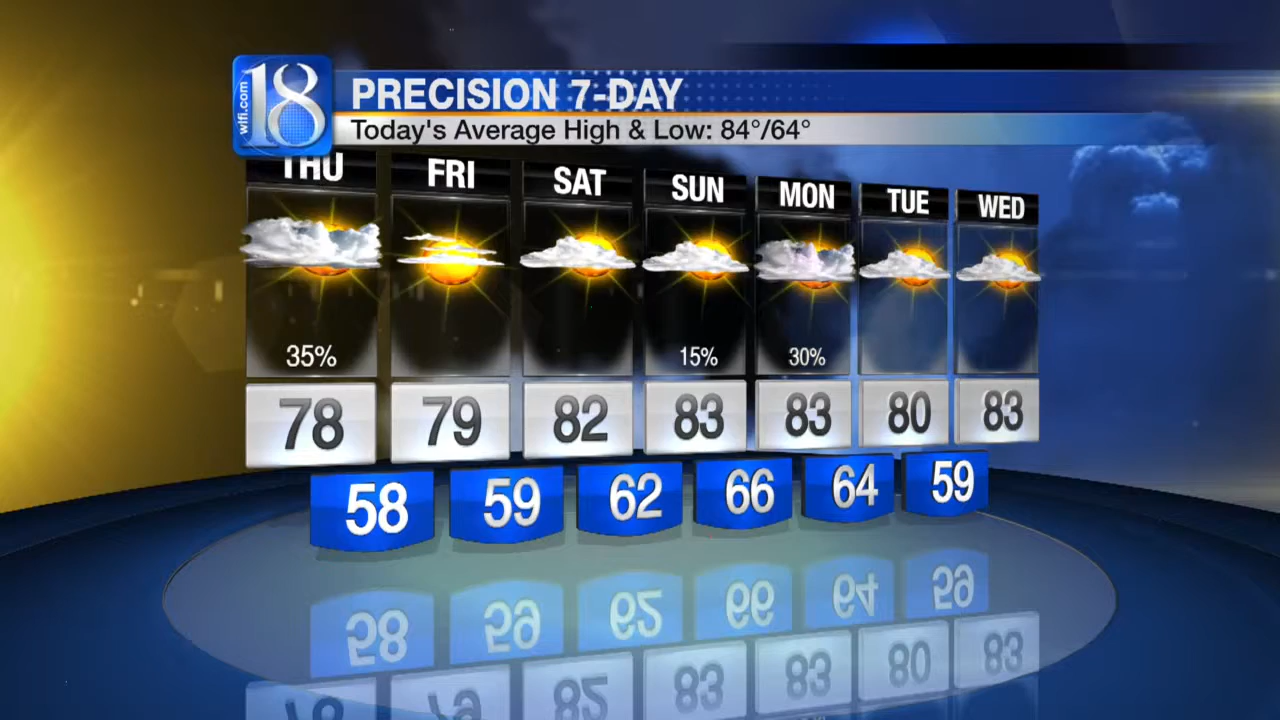 wlfi.com
18
PRECISION 7-DAY
Today's Average High & Low: 84°/64°
THU FRI SAT SUN MON TUE WED
35% 15% 30%
78 79 82 83 83 80 83
58 59 62 66 64 59